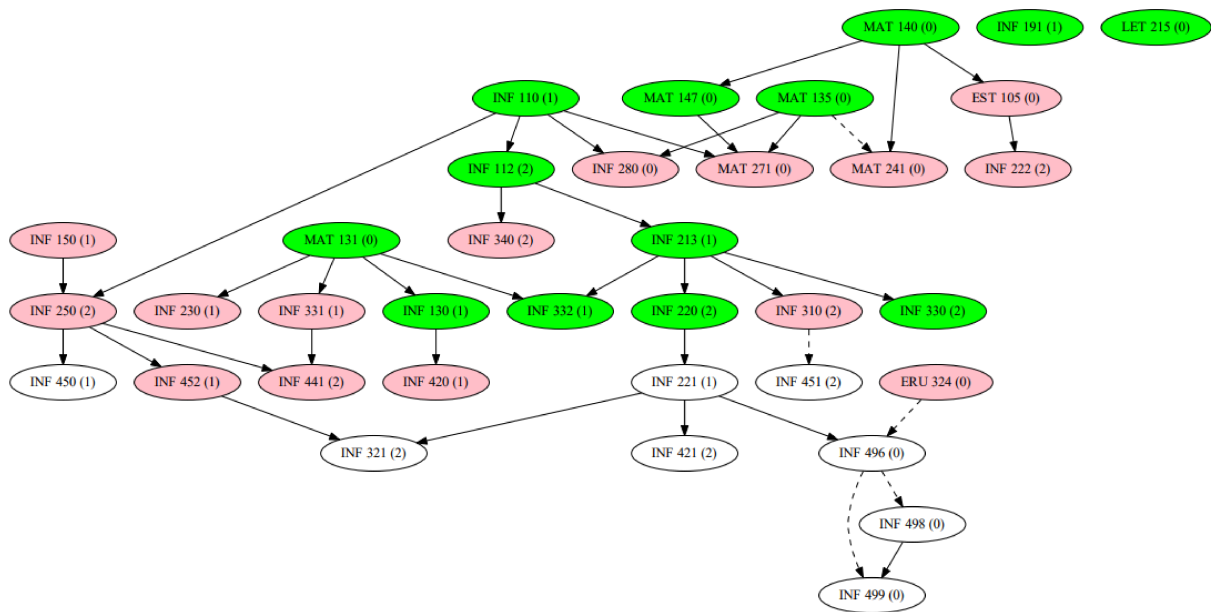 MAT 140 (0)
INF 191 (1)
LET 215 (0)
INF 110 (1)
MAT 147 (0)
MAT 135 (0)
EST 105 (0)
INF 112 (2)
INF 280 (0)
MAT 271 (0)
MAT 241 (0)
INF 222 (2)
INF 150 (1)
MAT 131 (0)
INF 340 (2)
INF 213 (1)
INF 250 (2)
INF 230 (1)
INF 331 (1)
INF 130 (1)
INF 332 (1)
INF 220 (2)
INF 310 (2)
INF 330 (2)
INF 450 (1)
INF 452 (1)
INF 441 (2)
INF 420 (1)
INF 221 (1)
INF 451 (2)
ERU 324 (0)
INF 321 (2)
INF 421 (2)
INF 496 (0)
INF 498 (0)
INF 499 (0)